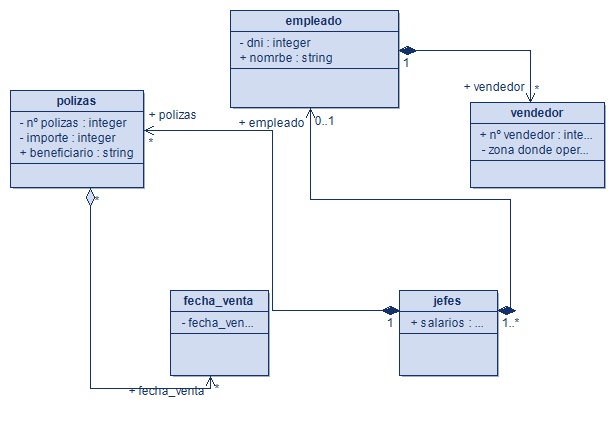 empleado
- dni : integer
+ nomrbe : string
1
+ vendedor
*
vendedor
+ nº vendedor : inte...
- zona donde oper...
polizas
- nº polizas : integer
- importe : integer
+ beneficiario : string
+ polizas
*
+ empleado
0..1
*
fecha_venta
- fecha_ven...
+ fecha_venta
*
jefes
+ salarios : ...
1
1..*